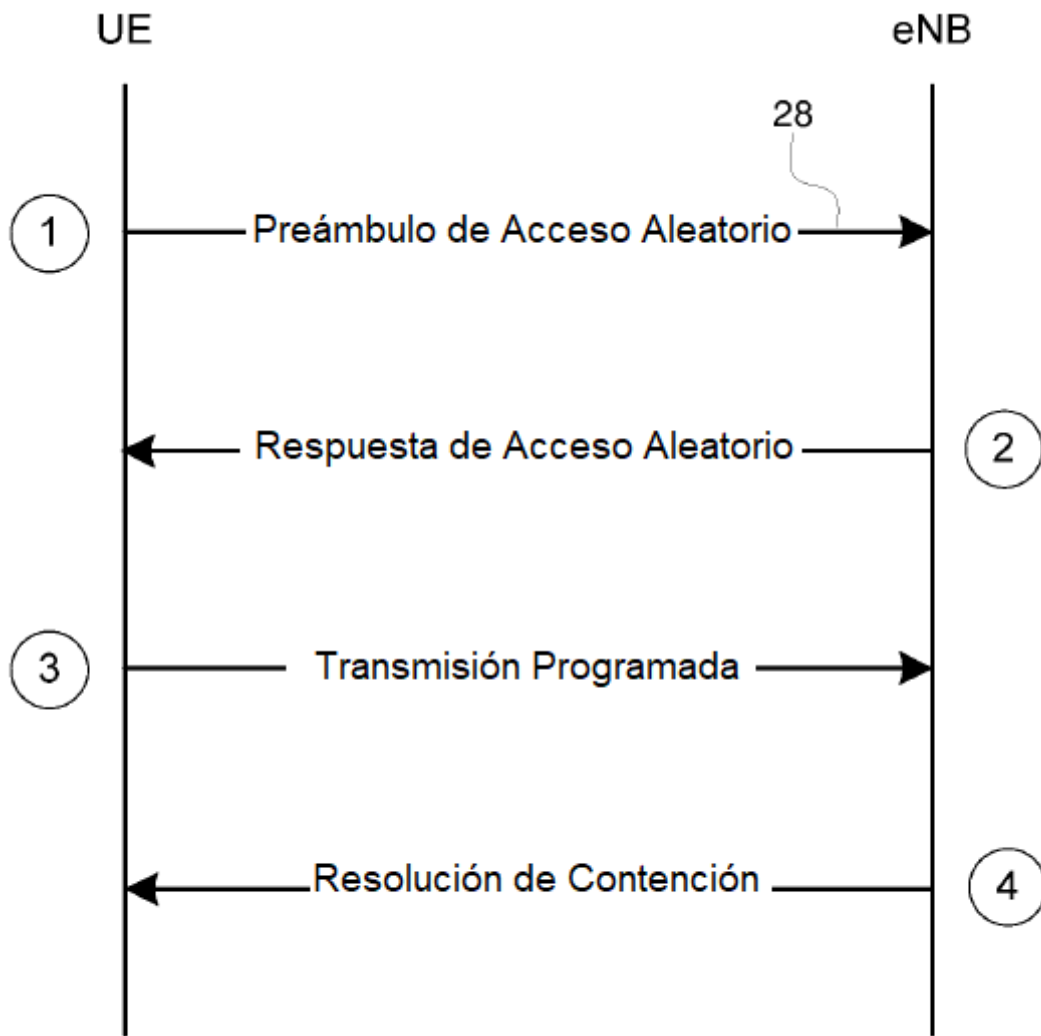 UE
eNB
28
1
Preámbulo de Acceso Aleatorio
Respuesta de Acceso Aleatorio
2
3
Transmisión Programada
Resolución de Contención
4